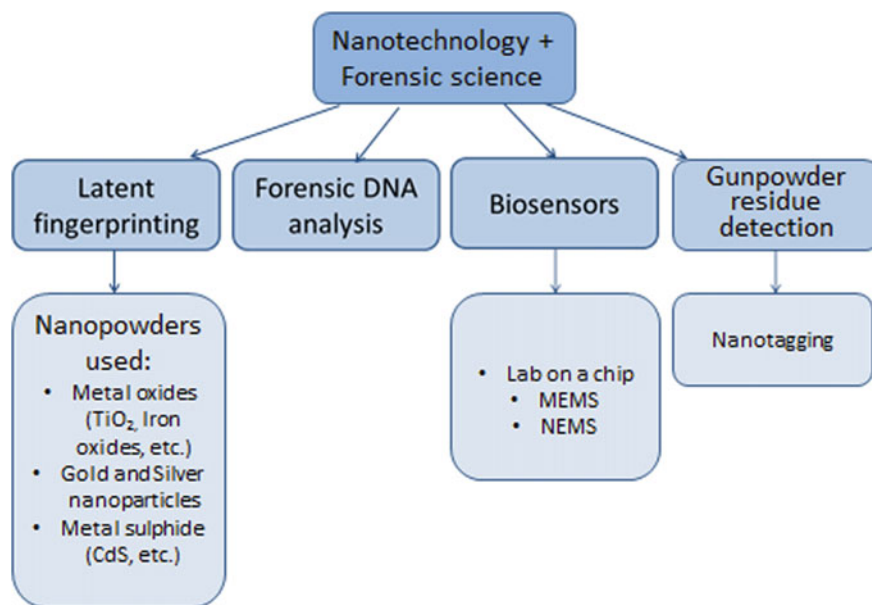 Nanotechnology +
Forensic science
Latent
fingerprinting
Forensic DNA
analysis
Biosensors
Gunpowder
residue
detection
Nanopowders
used:
• Metal oxides
(TiO₂, Iron
oxides, etc.)
• Gold and Silver
nanoparticles
• Metal sulphide
(CdS, etc.)
• Lab on a chip
• MEMS
• NEMS
Nanotagging